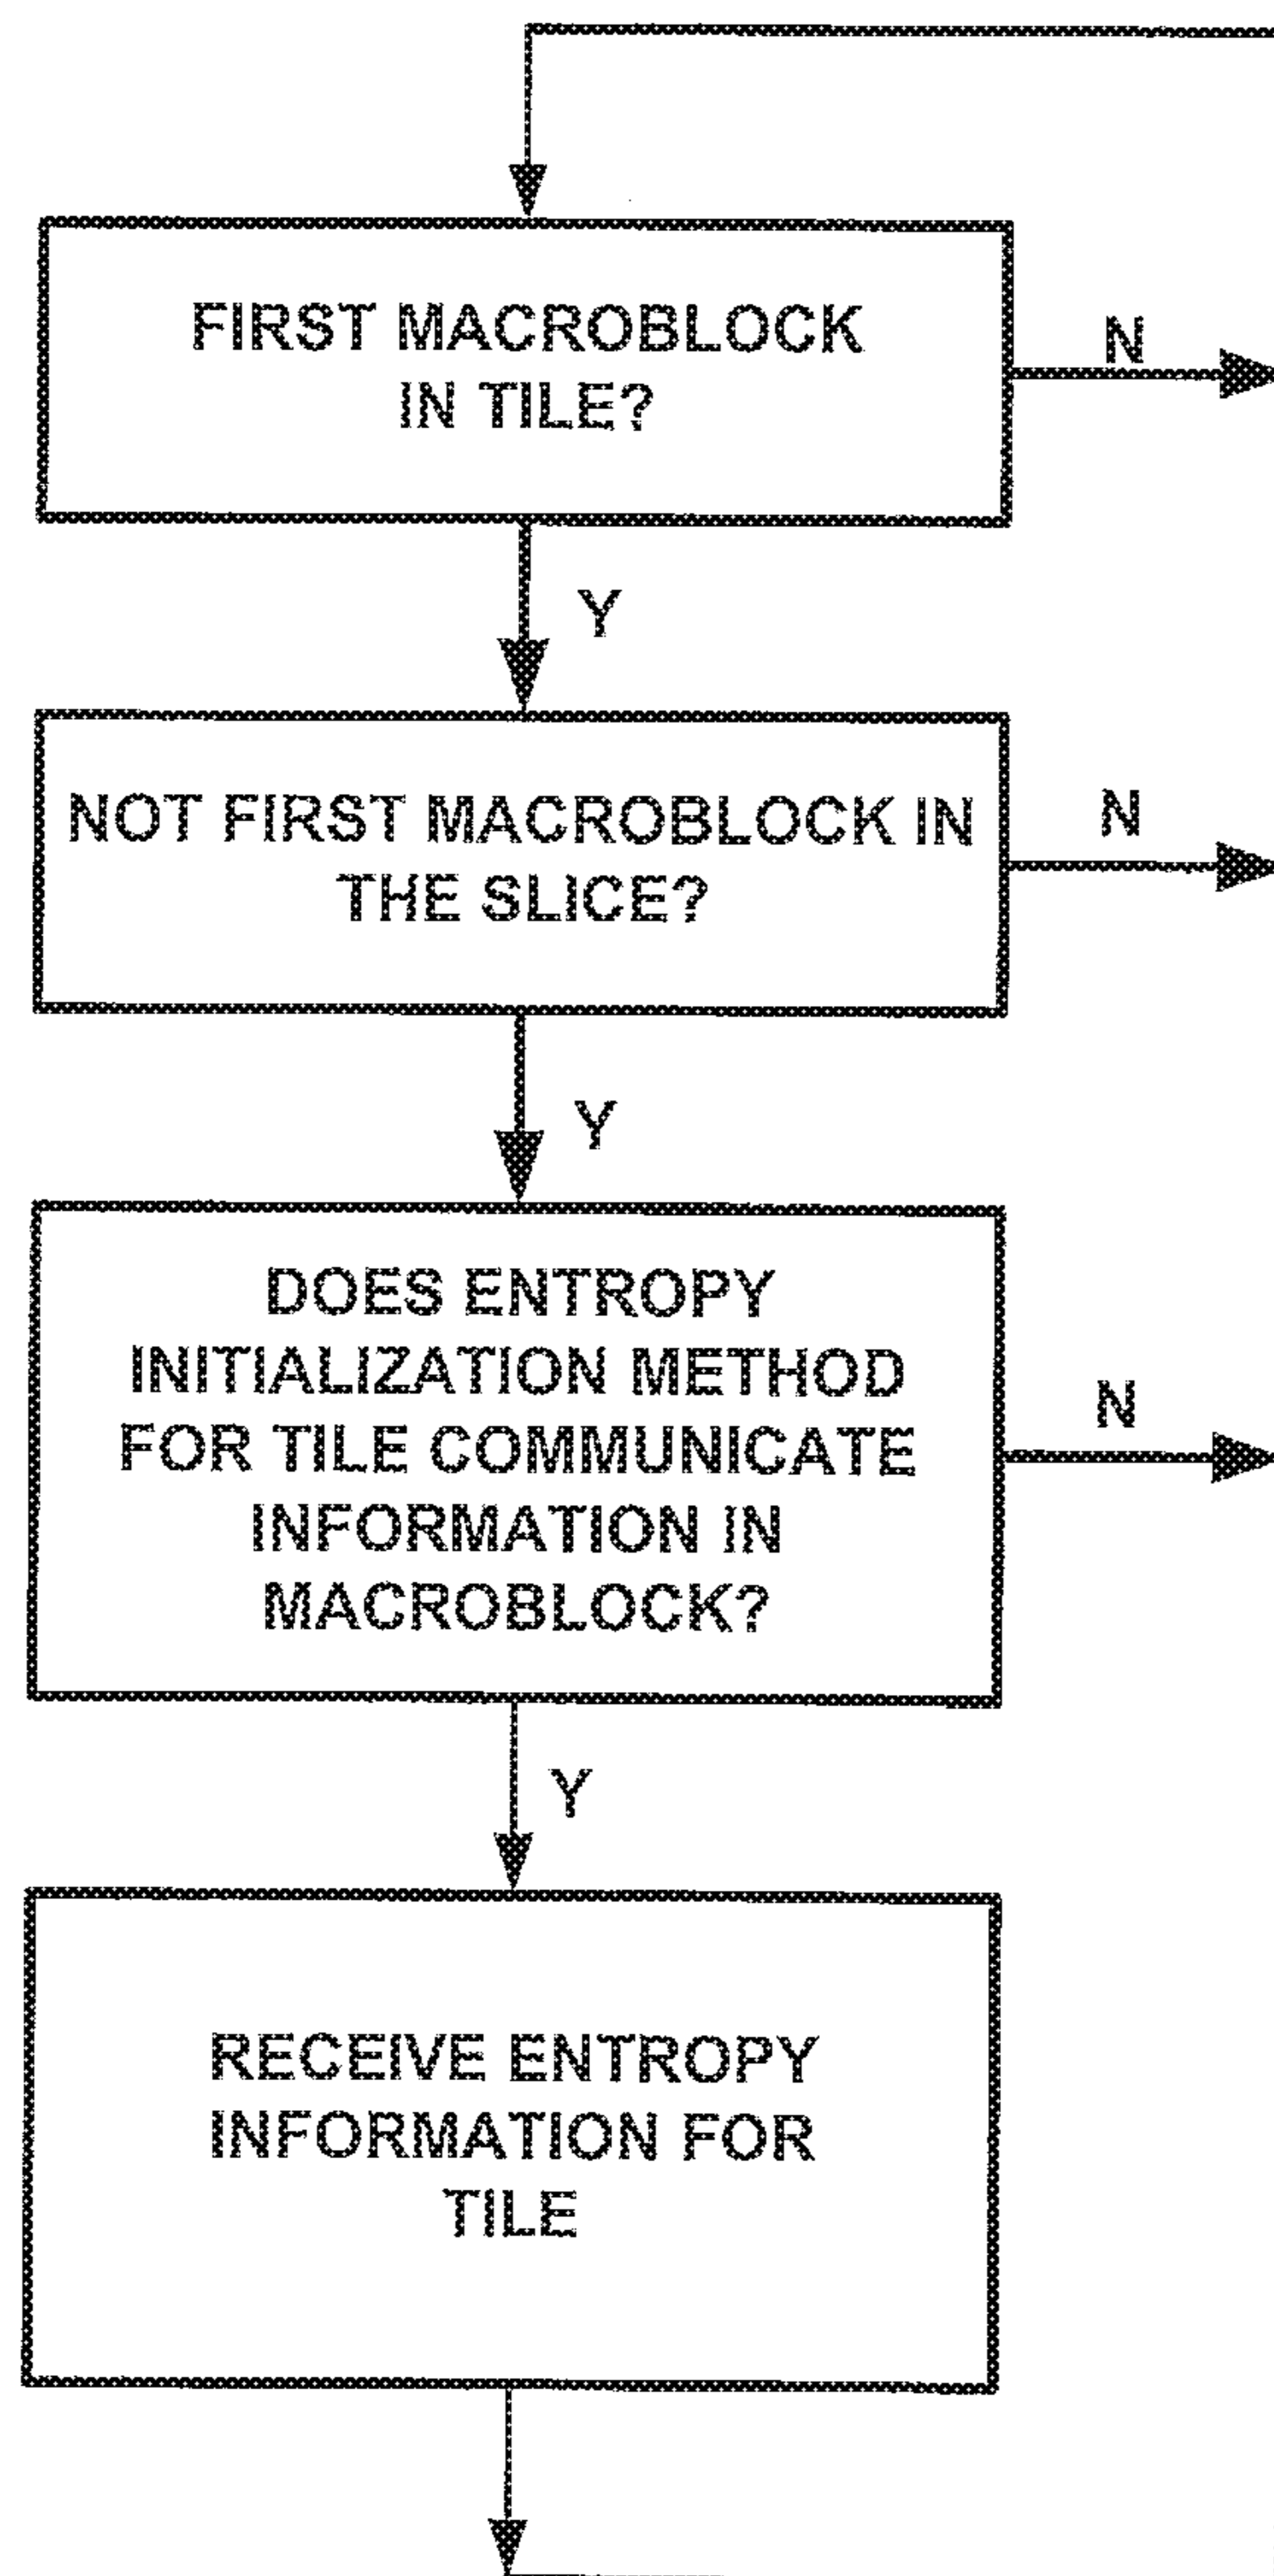 FIRST MACROBLOCK
IN TILE?
N
Y
NOT FIRST MACROBLOCK IN
THE SLICE?
N
Y
DOES ENTROPY
INITIALIZATION METHOD
FOR TILE COMMUNICATE
INFORMATION IN
MACROBLOCK?
N
Y
RECEIVE ENTROPY
INFORMATION FOR
TILE